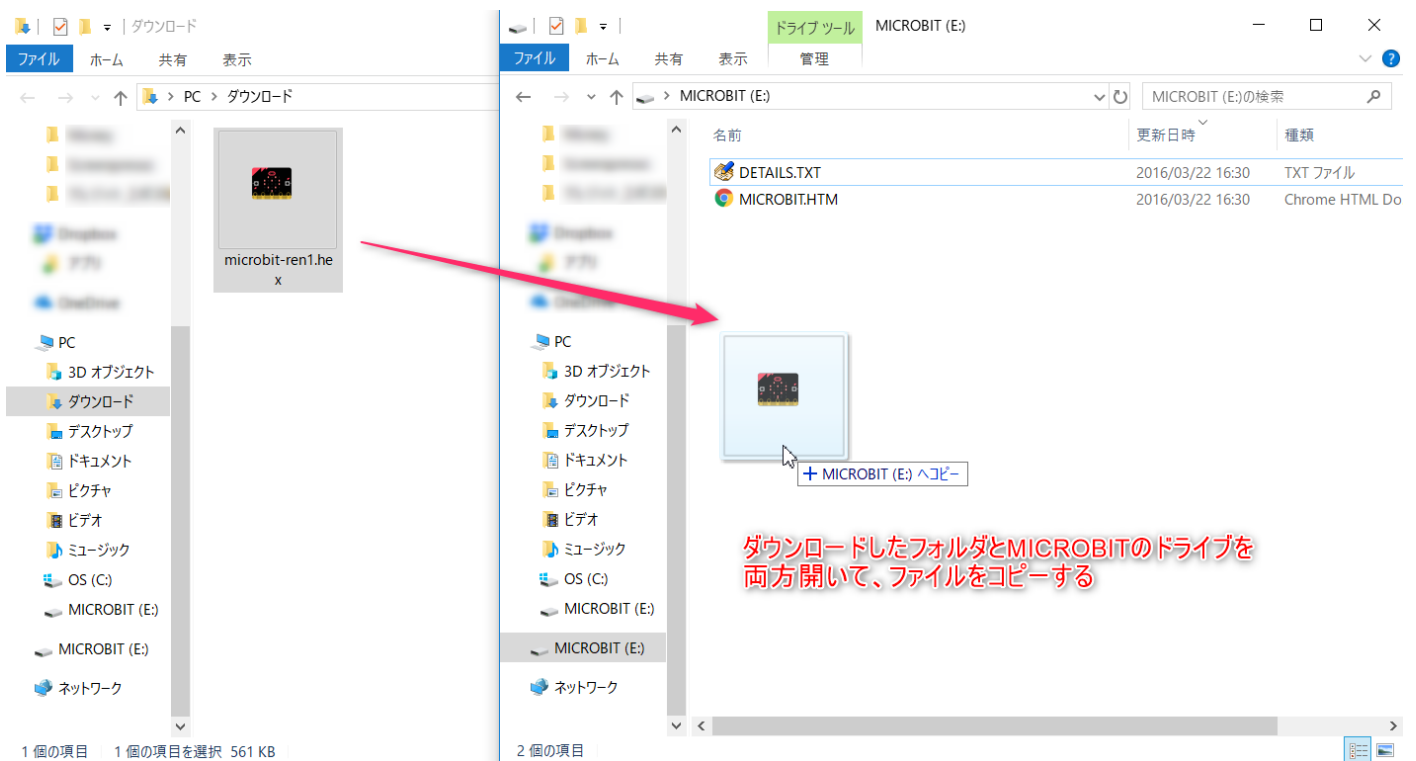 ダウンロード
ファイル ホーム 共有 表示
PC > ダウンロード
microbit-ren1.he
x
PC
3D オブジェクト
ダウンロード
デスクトップ
ドキュメント
ピクチャ
ビデオ
ミュージック
OS (C:)
MICROBIT (E:)
MICROBIT (E:)
ネットワーク
1 個の項目 1 個の項目を選択 561 KB
ドライブ ツール MICROBIT (E:)
ファイル ホーム 共有 表示 管理
MICROBIT (E:) MICROBIT (E:)の検索
名前 更新日時 種類
DETAILS.TXT 2016/03/22 16:30 TXT ファイル
MICROBIT.HTM 2016/03/22 16:30 Chrome HTML Do
PC
3D オブジェクト
ダウンロード
デスクトップ
ドキュメント
ピクチャ
ビデオ
ミュージック
OS (C:)
MICROBIT (E:)
MICROBIT (E:)
ネットワーク
+ MICROBIT (E:) へコピー
ダウンロードしたフォルダとMICROBITのドライブを
両方開いて、ファイルをコピーする
2 個の項目